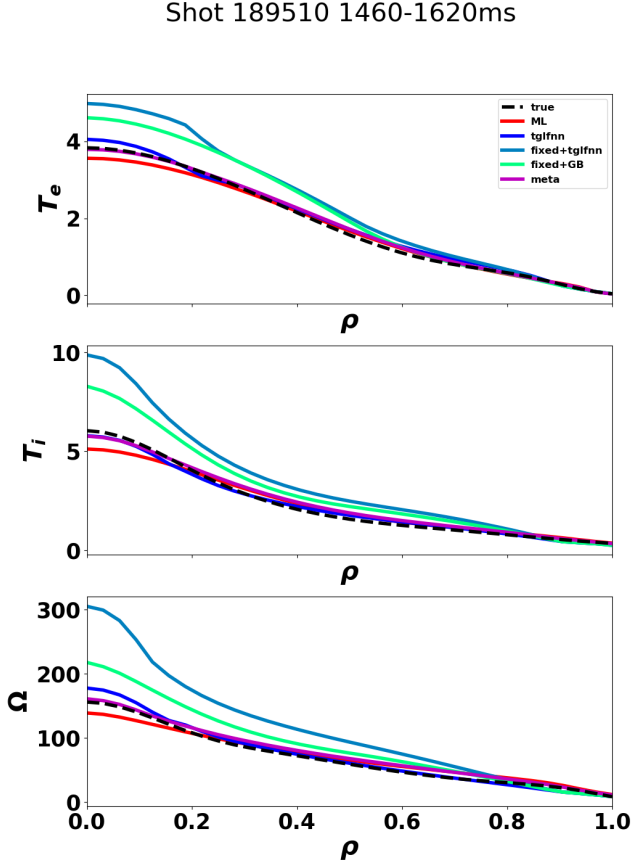 Shot 189510 1460-1620ms
true
ML
tglfnn
fixed+tglfnn
fixed+GB
meta
4
2
0
T_e
ρ
10
5
0
T_i
ρ
300
200
100
0
Ω
0.0 0.2 0.4 0.6 0.8 1.0
ρ